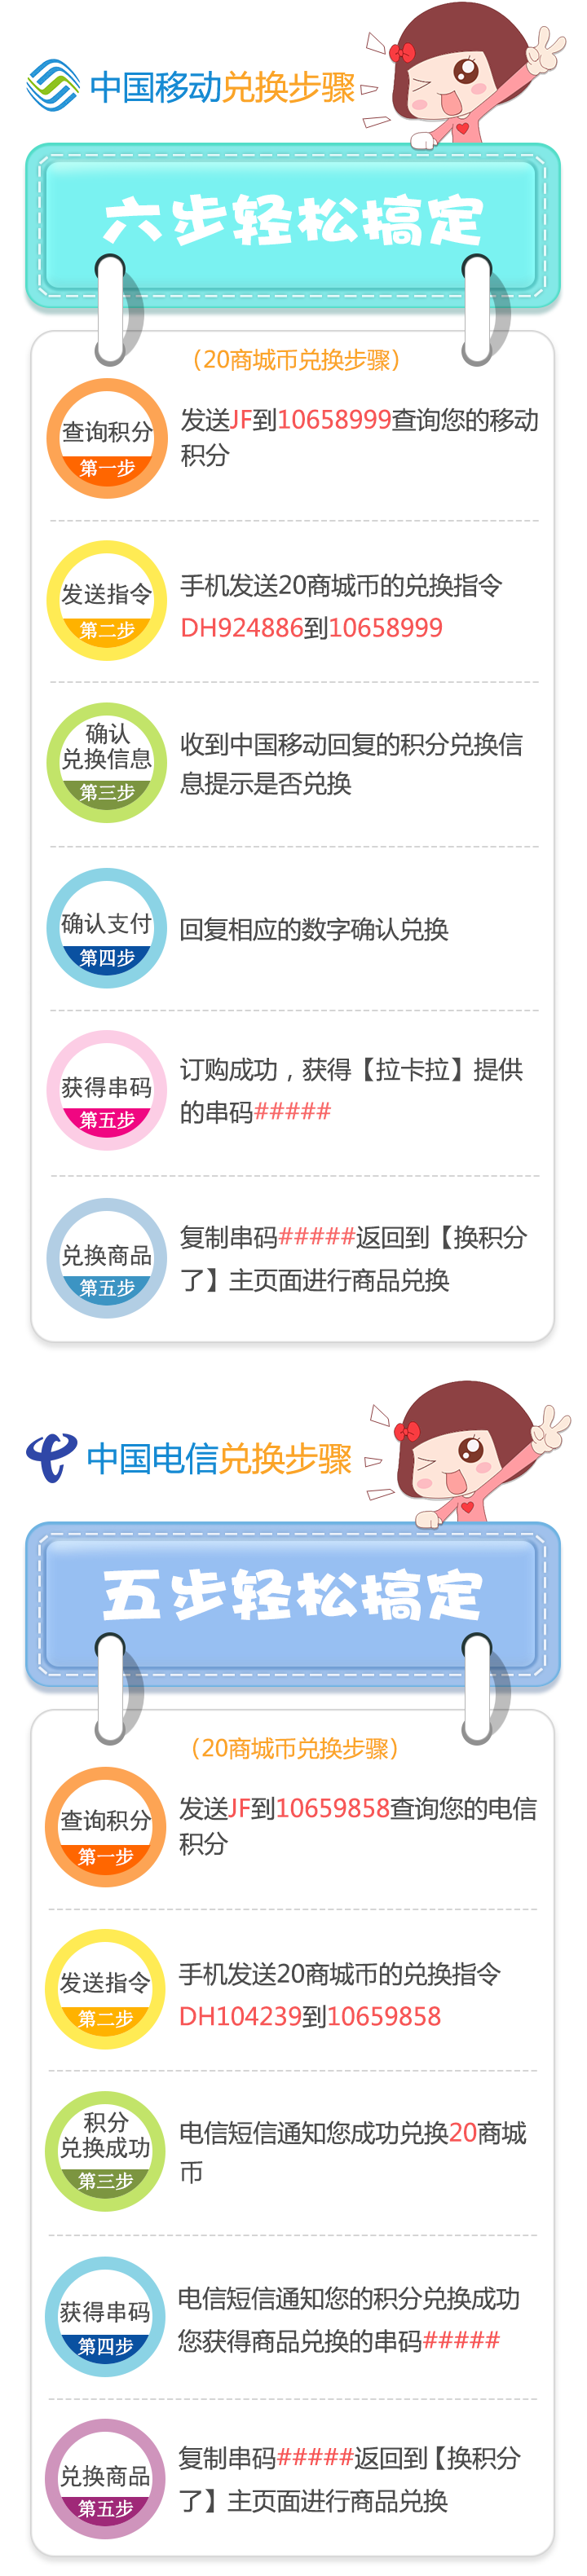 中国移动兑换步骤
六步轻松搞定
（20商城币兑换步骤）
查询积分
第一步
发送JF到10658999查询您的移动
积分
发送指令
第二步
手机发送20商城币的兑换指令
DH924886到10658999
确认
兑换信息
第三步
收到中国移动回复的积分兑换信
息提示是否兑换
确认支付
第四步
回复相应的数字确认兑换
获得串码
第五步
订购成功，获得【拉卡拉】提供
的串码#####
兑换商品
第五步
复制串码#####返回到【换积分
了】主页面进行商品兑换
中国电信兑换步骤
五步轻松搞定
（20商城币兑换步骤）
查询积分
第一步
发送JF到10659858查询您的电信
积分
发送指令
第二步
手机发送20商城币的兑换指令
DH104239到10659858
积分
兑换成功
第三步
电信短信通知您成功兑换20商城
币
获得串码
第四步
电信短信通知您的积分兑换成功
您获得商品兑换的串码#####
兑换商品
第五步
复制串码#####返回到【换积分
了】主页面进行商品兑换